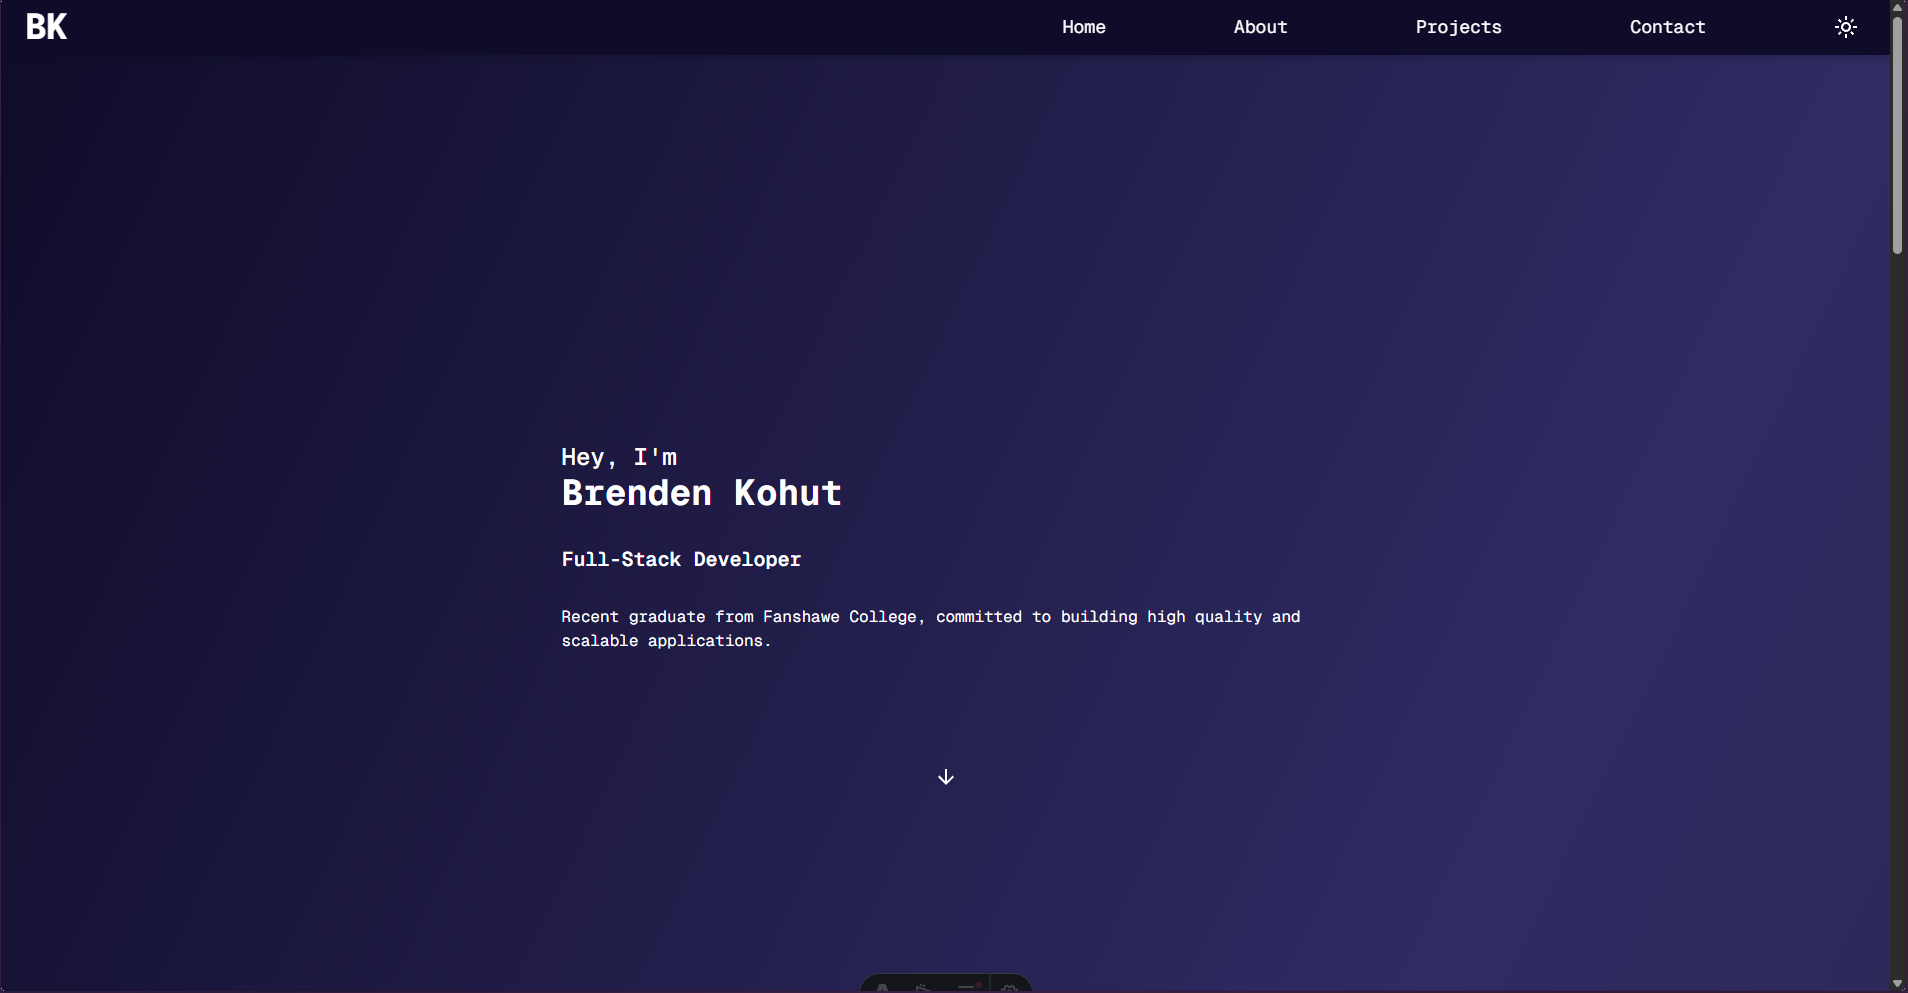 BK
Home
About
Projects
Contact
Hey, I'm
Brenden Kohut
Full-Stack Developer
Recent graduate from Fanshawe College, committed to building high quality and
scalable applications.